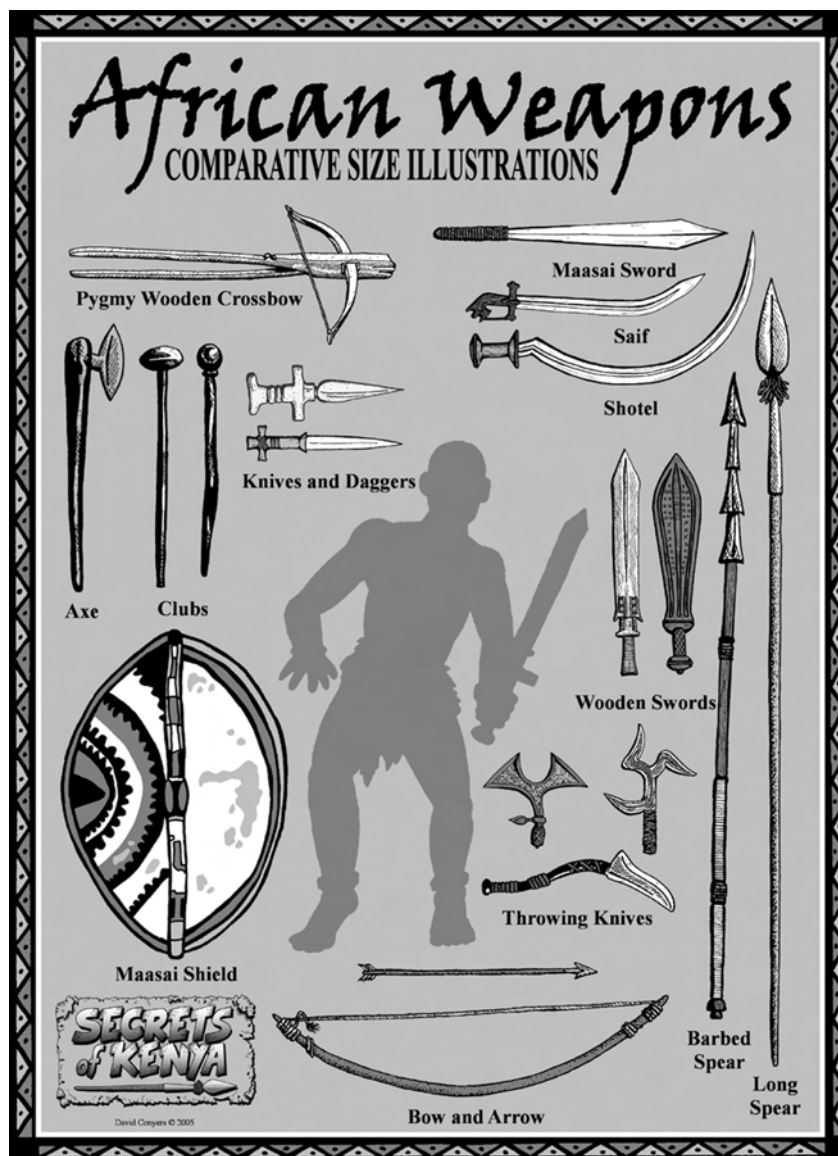 African Weapons
COMPARATIVE SIZE ILLUSTRATIONS
Pygmy Wooden Crossbow
Maasai Sword
Saif
Shotel
Knives and Daggers
Axe
Clubs
Wooden Swords
Throwing Knives
Maasai Shield
SECRETS
of KENYA
David Conyers © 2005
Bow and Arrow
Barbed
Spear
Long
Spear